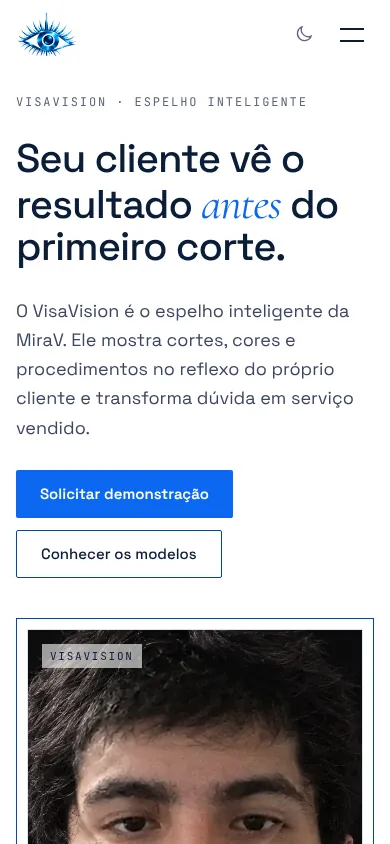 VISAVISION · ESPELHO INTELIGENTE
Seu cliente vê o
resultado antes do
primeiro corte.
O VisaVision é o espelho inteligente da
MiraV. Ele mostra cortes, cores e
procedimentos no reflexo do próprio
cliente e transforma dúvida em serviço
vendido.
Solicitar demonstração
Conhecer os modelos
VISAVISION